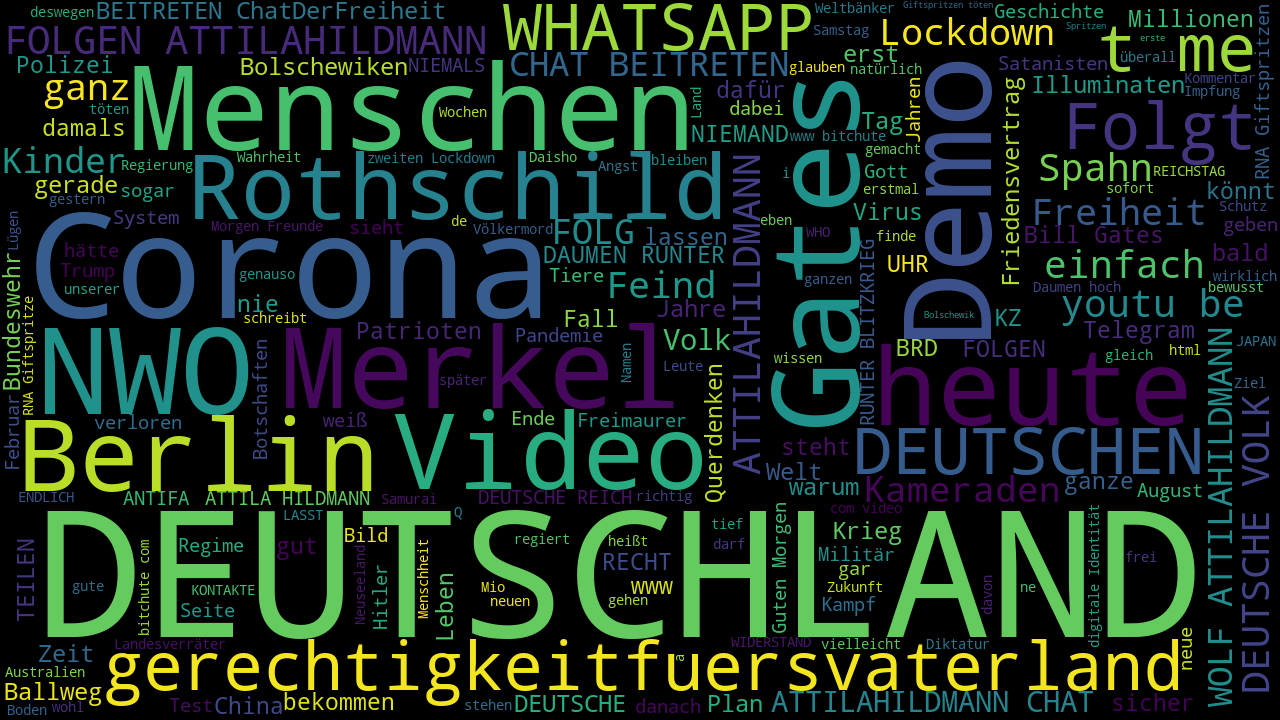 deswegen BEITRETEN ChatDerFreiheit WHATSAPP Weltbänker Giftspritzen töten Geschichte Millionen
FOLGEN ATTILAHILDMANN Samstag Lockdown Spritzen erste t me
Polizei Bolschewiken NIEMALS CHAT BEITRETEN glauben erst natürlich Satanisten überall
ganz Menschen Land dafür Illuminaten Kommentar Impfung Giftspritzen
töten Wochen dabei Jahren Demo
damals NIEMAND www bitchute Tag Gates Folgt RNA Giftspritzen
Kinder Regierung Wahrheit zweiten Lockdown Daisho Angst bleiben gemacht Friedensvertrag Spahn REICHSTAG
gerade sogar Rothschild i Gott erstmal sofort könnt
gestern System Morgen Freunde sieht de Völkermord FOLG lassen eben WHO Virus finde Freiheit Schutz geben
Lügen hätte Corona DAUMEN RUNTER ATTILAHILDMANN UHR Bill Gates bald
Trump genauso Tiere ganzen einfach wirklich
unserer nie Feind Daumen hoch bewusst
Bundeswehr schreibt Fall Jahre RUNTER BLITZKRIEG Bolschewik KZ youtu be
RNA Giftspritze NWO Merkel Patrioten Pandemie Volk wissen BRD FOLGEN Telegram JAPAN
Botschaften später Namen Leute heute gleich html Ziel
Februar verloren weiß Ende Freimaurer Querdenken steht
Berlin Video DEUTSCHEN WOLF ATTILAHILDMANN
Welt warum Kameraden ganze August DEUTSCHE VOLK
ENDLICH ANTIFA ATTILA HILDMANN Samurai DEUTSCHE REICH richtig com video
LASST Q DEUTSCHLAND tief Guten Morgen Krieg digitale Identität
TEILEN bitchute com Regime gut Bild regiert heißt darf Militär frei
Neuseeland Hitler Menschheit RECHT gar
gute KONTAKTE Leben Mio www Zukunft davon ne
Seite neuen gehen Kampf
Landesverräter WIDERSTAND vielleicht Diktatur neue
Zeit gerechtigkeitfuersvaterland a
Australien
Ballweg Test China bekommen stehen DEUTSCHE danach Plan ATTILAHILDMANN CHAT sicher
Boden wohl